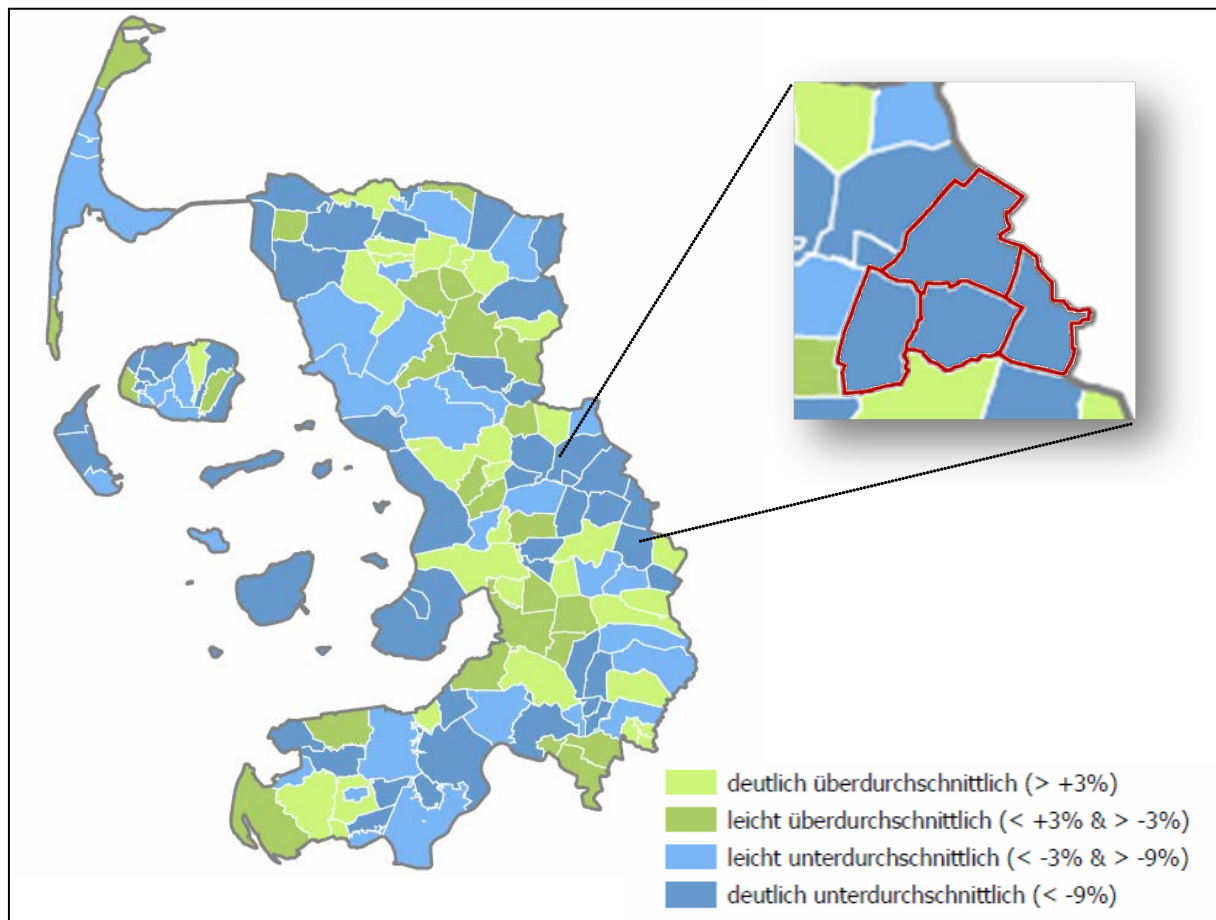 deutlich überdurchschnittlich (> +3%)
leicht überdurchschnittlich (< +3% & > -3%)
leicht unterdurchschnittlich (< -3% & > -9%)
deutlich unterdurchschnittlich (< -9%)